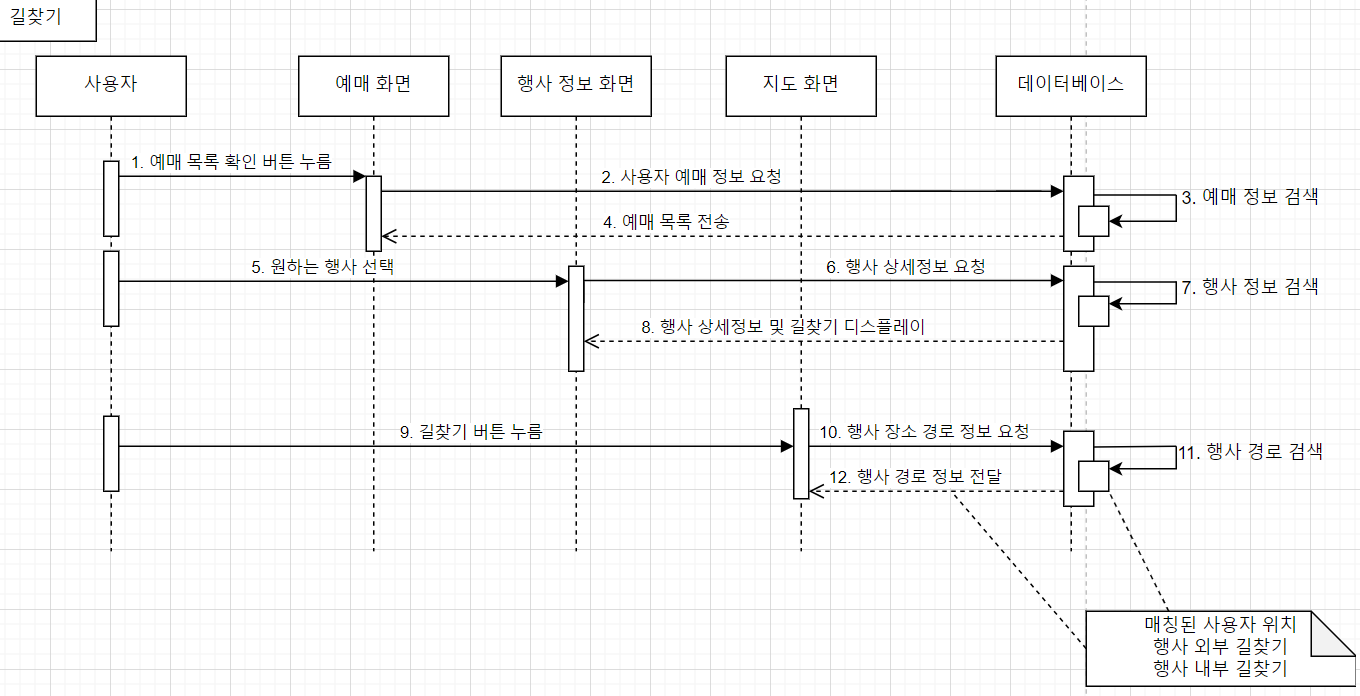 길찾기
사용자
예매 화면
행사 정보 화면
지도 화면
데이터베이스
1. 예매 목록 확인 버튼 누름
2. 사용자 예매 정보 요청
3. 예매 정보 검색
4. 예매 목록 전송
5. 원하는 행사 선택
6. 행사 상세정보 요청
7. 행사 정보 검색
8. 행사 상세정보 및 길찾기 디스플레이
9. 길찾기 버튼 누름
10. 행사 장소 경로 정보 요청
11. 행사 경로 검색
12. 행사 경로 정보 전달
매칭된 사용자 위치
행사 외부 길찾기
행사 내부 길찾기